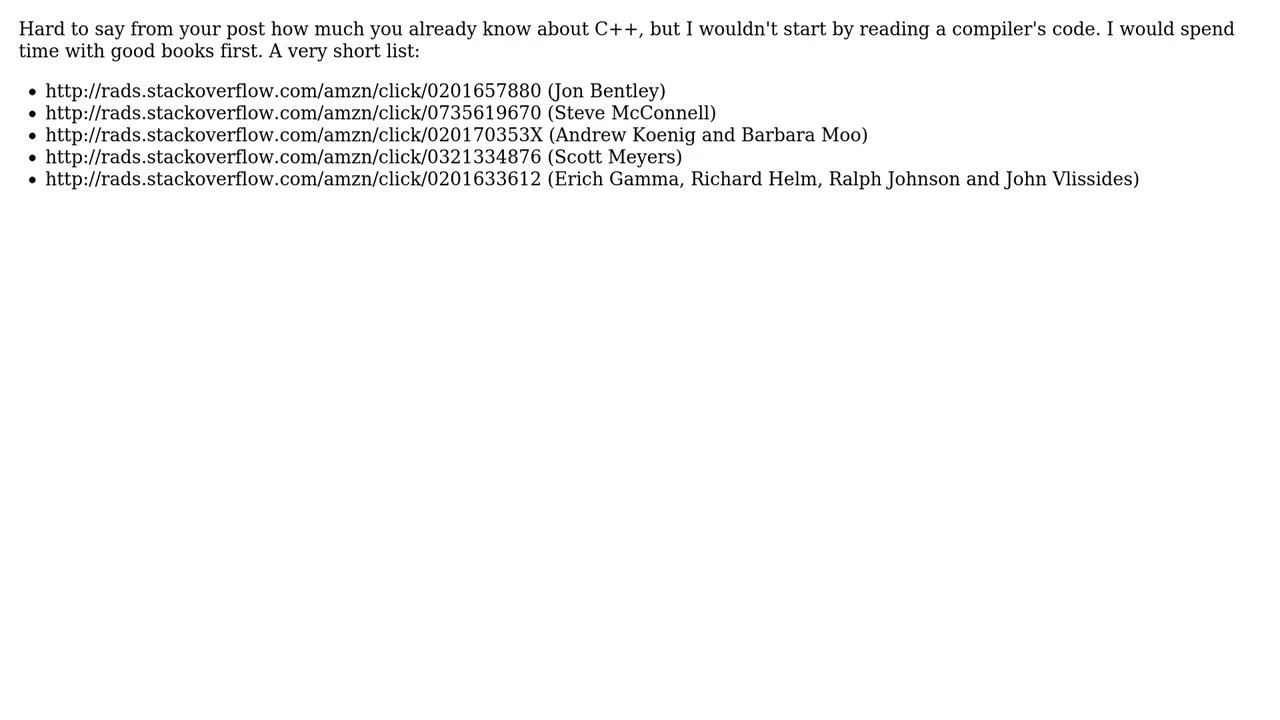 Hard to say from your post how much you already know about C++, but I wouldn't start by reading a compiler's code. I would spend
time with good books first. A very short list:
• http://rads.stackoverflow.com/amzn/click/0201657880 (Jon Bentley)
• http://rads.stackoverflow.com/amzn/click/0735619670 (Steve McConnell)
• http://rads.stackoverflow.com/amzn/click/020170353X (Andrew Koenig and Barbara Moo)
• http://rads.stackoverflow.com/amzn/click/0321334876 (Scott Meyers)
• http://rads.stackoverflow.com/amzn/click/0201633612 (Erich Gamma, Richard Helm, Ralph Johnson and John Vlissides)